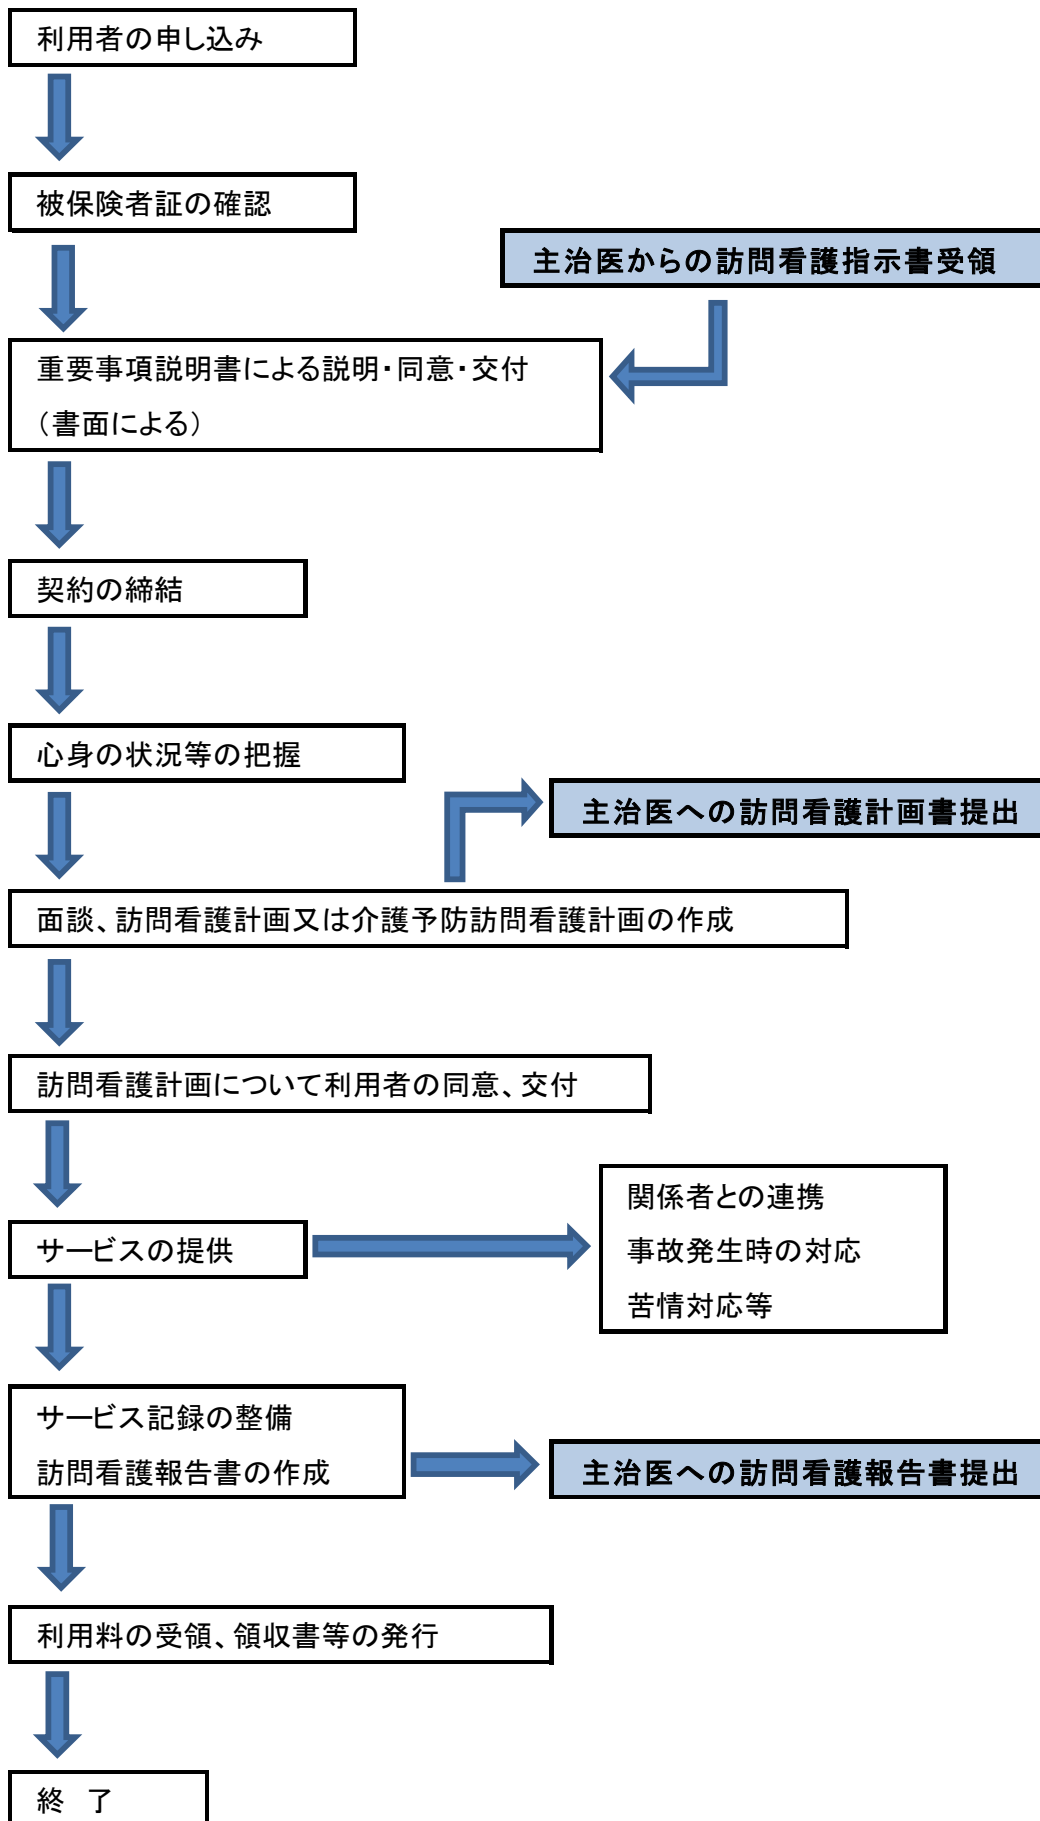 利用者の申し込み
被保険者証の確認
主治医からの訪問看護指示書受領
重要事項説明書による説明・同意・交付
（書面による）
契約の締結
心身の状況等の把握
主治医への訪問看護計画書提出
面談、訪問看護計画又は介護予防訪問看護計画の作成
訪問看護計画について利用者の同意、交付
関係者との連携
サービスの提供
事故発生時の対応
苦情対応等
サービス記録の整備
訪問看護報告書の作成
主治医への訪問看護報告書提出
利用料の受領、領収書等の発行
終　了